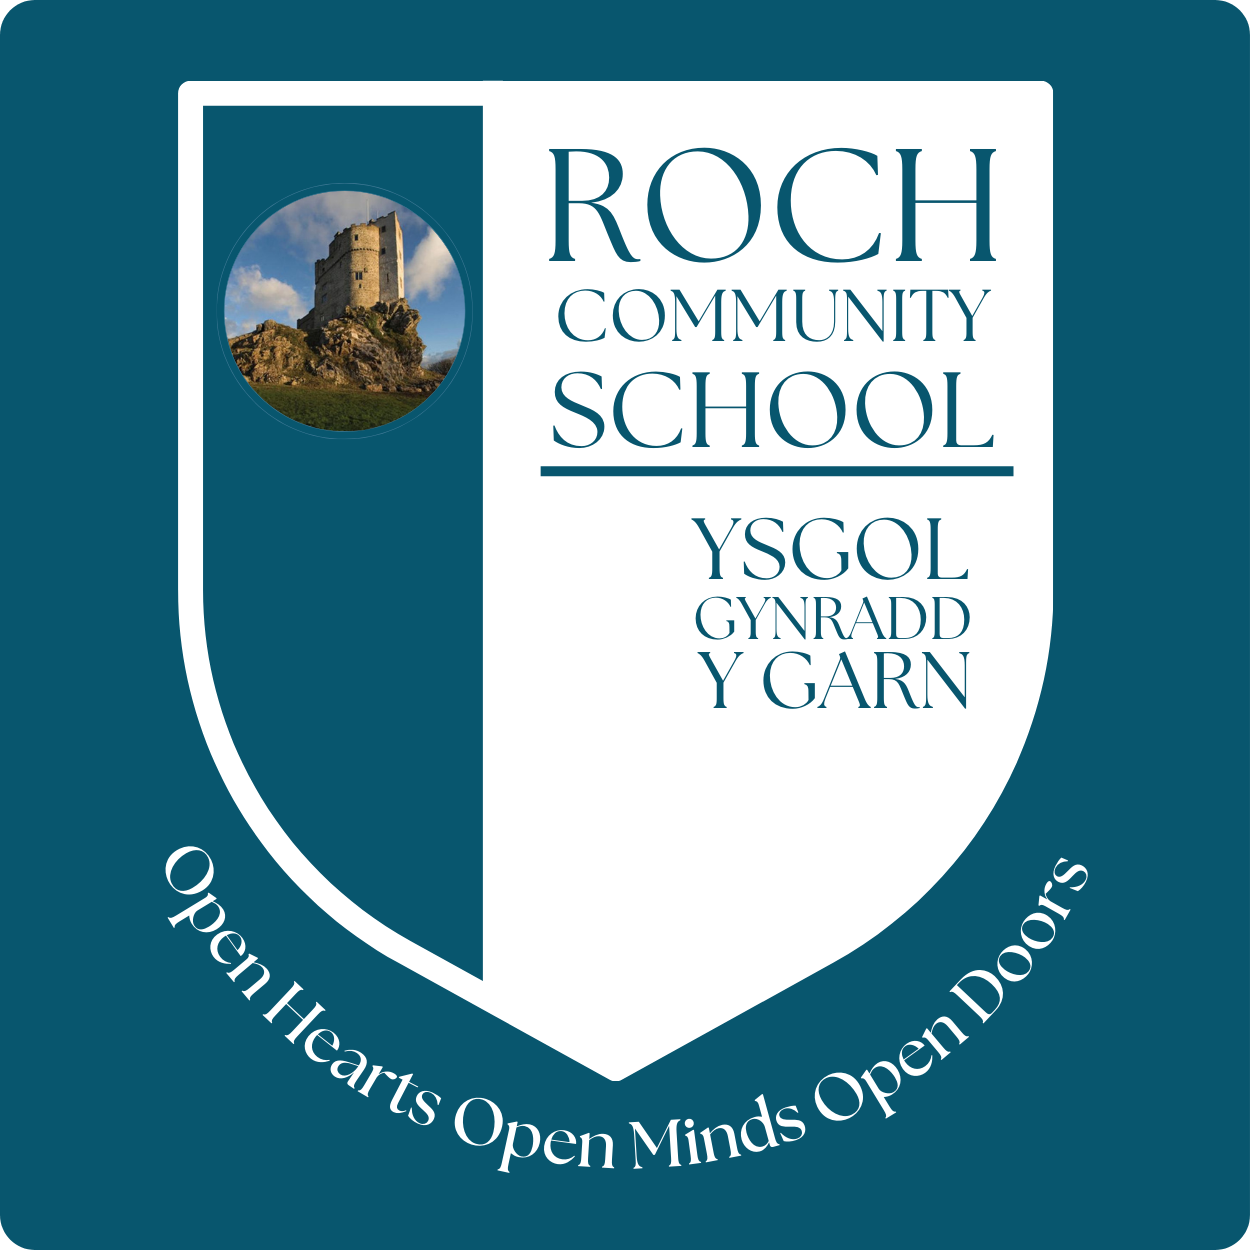 ROCH
COMMUNITY
SCHOOL
YSGOL
GYNRADD
Y GARN
Open Hearts Open Minds Open Doors